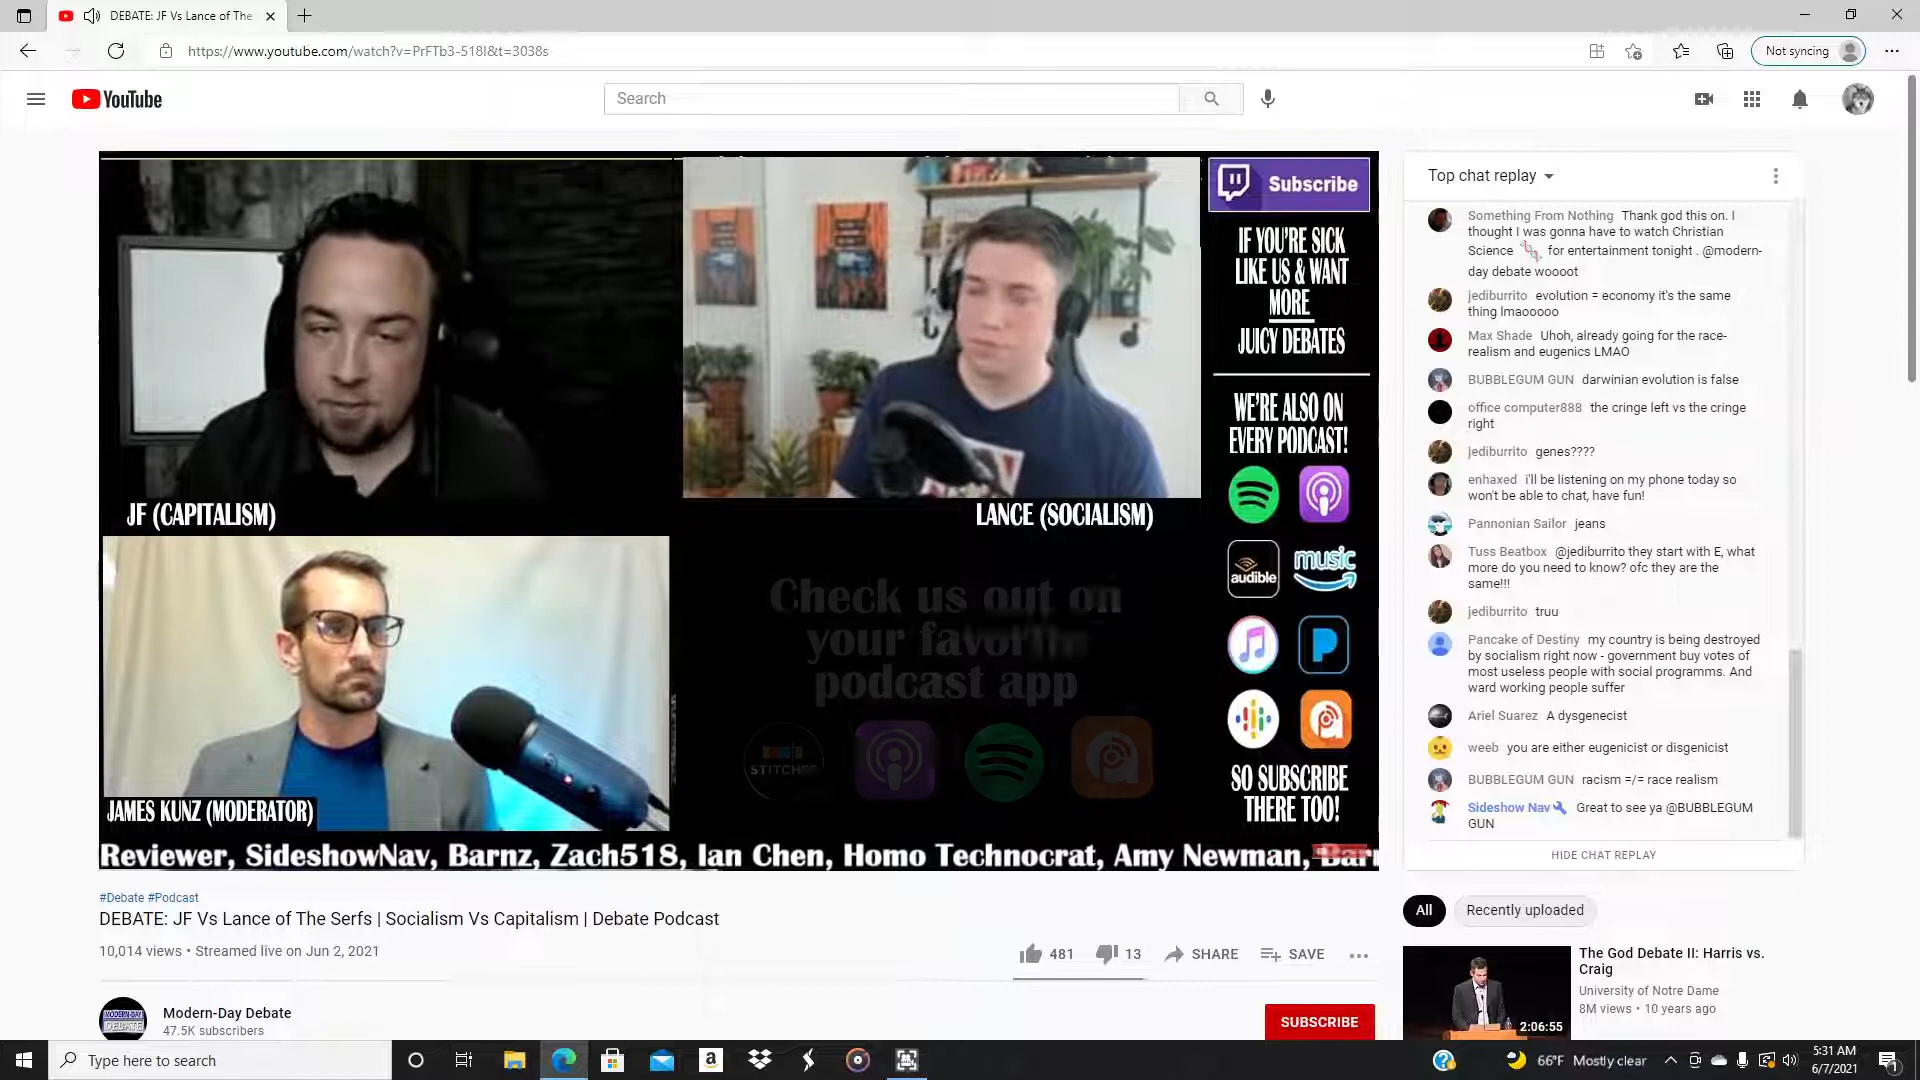 DEBATE: JF Vs Lance of The
https://www.youtube.com/watch?v=PrFTb3-518I&t=3038s
Not syncing
YouTube
Search
Subscribe
IF YOU'RE SICK
LIKE US & WANT
MORE
JUICY DEBATES
WE'RE ALSO ON
EVERY PODCAST!
audible
music
SO SUBSCRIBE
THERE TOO!
JF (CAPITALISM)
LANCE (SOCIALISM)
Check us out on
your favorite
podcast app
STITCHER
JAMES KUNZ (MODERATOR)
Reviewer, SideshowNav, Barnz, Zach518, Ian Chen, Homo Technocrat, Amy Newman,
Top chat replay
Something From Nothing Thank god this on. I
thought I was gonna have to watch Christian
Science for entertainment tonight . @modern-
day debate woooot
jediburrito evolution = economy it's the same
thing lmaooooo
Max Shade Uhoh, already going for the race-
realism and eugenics LMAO
BUBBLEGUM GUN darwinian evolution is false
office computer888 the cringe left vs the cringe
right
jediburrito genes????
enhaxed i'll be listening on my phone today so
won't be able to chat, have fun!
Pannonian Sailor jeans
Tuss Beatbox @jediburrito they start with E, what
more do you need to know? ofc they are the
same!!!
jediburrito truu
Pancake of Destiny my country is being destroyed
by socialism right now - government buy votes of
most useless people with social programms. And
ward working people suffer
Ariel Suarez A dysgenecist
weeb you are either eugenicist or disgenicist
BUBBLEGUM GUN racism =/= race realism
Sideshow Nav Great to see ya @BUBBLEGUM
GUN
HIDE CHAT REPLAY
#Debate #Podcast
DEBATE: JF Vs Lance of The Serfs | Socialism Vs Capitalism | Debate Podcast
10,014 views • Streamed live on Jun 2, 2021
481
13
SHARE
SAVE
Modern-Day Debate
47.5K subscribers
SUBSCRIBE
All
Recently uploaded
The God Debate II: Harris vs.
Craig
University of Notre Dame
8M views • 10 years ago
2:06:55
Type here to search
66°F Mostly clear
5:31 AM
6/7/2021